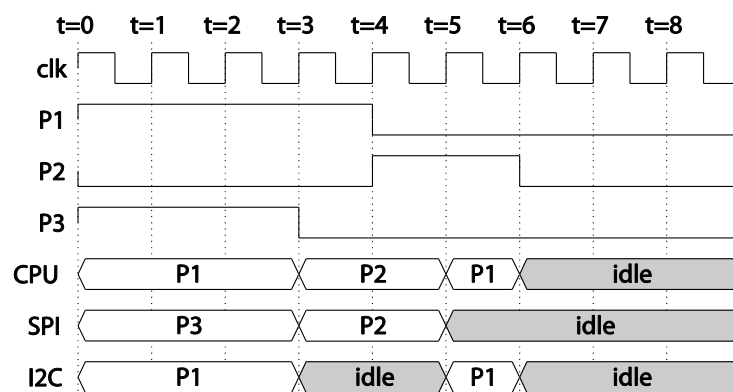 t=0 t=1 t=2 t=3 t=4 t=5 t=6 t=7 t=8
clk
P1
P2
P3
CPU P1 P2 P1 idle
SPI P3 P2 idle
I2C P1 idle P1 idle